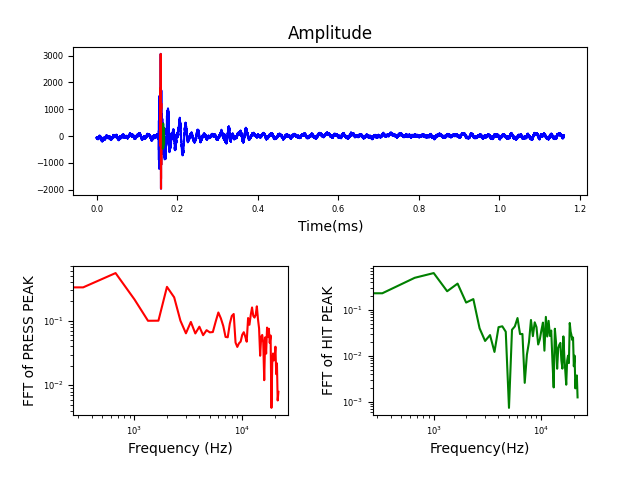 Amplitude
3000
2000
1000
0
−1000
−2000
0.0 0.2 0.4 0.6 0.8 1.0 1.2
Time(ms)
FFT of PRESS PEAK
10⁻¹
10⁻²
10³ 10⁴
Frequency (Hz)
FFT of HIT PEAK
10⁻¹
10⁻²
10⁻³
10³ 10⁴
Frequency(Hz)